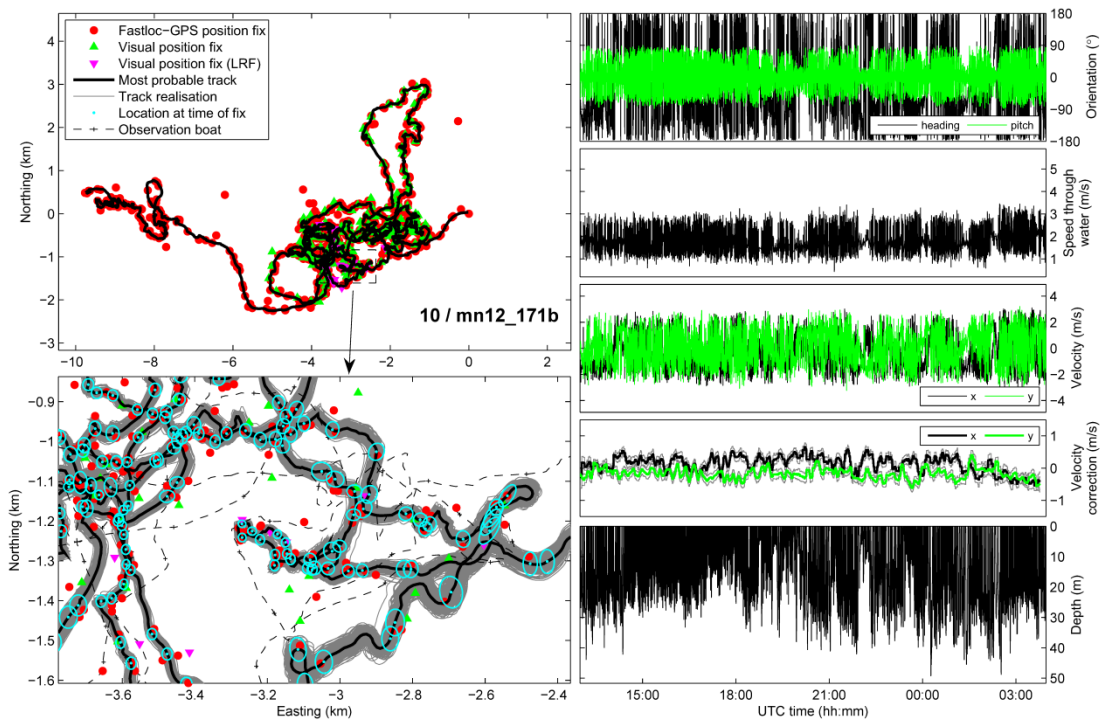 Fastloc−GPS position fix
Visual position fix
Visual position fix (LRF)
Most probable track
Track realisation
Location at time of fix
Observation boat
4
3
2
1
0
−1
−2
−3
Northing (km)
−10
−8
−6
−4
−2
0
2
10 / mn12_171b
−0.9
−1
−1.1
−1.2
−1.3
−1.4
−1.5
−1.6
Northing (km)
−3.6
−3.4
−3.2
−3
−2.8
−2.6
−2.4
Easting (km)
180
90
0
−90
−180
Orientation (°)
heading
pitch
5
4
3
2
1
Speed through
water (m/s)
4
2
0
−2
−4
Velocity (m/s)
x
y
1
0
−1
Velocity
correction (m/s)
x
y
0
10
20
30
40
50
Depth (m)
15:00
18:00
21:00
00:00
03:00
UTC time (hh:mm)